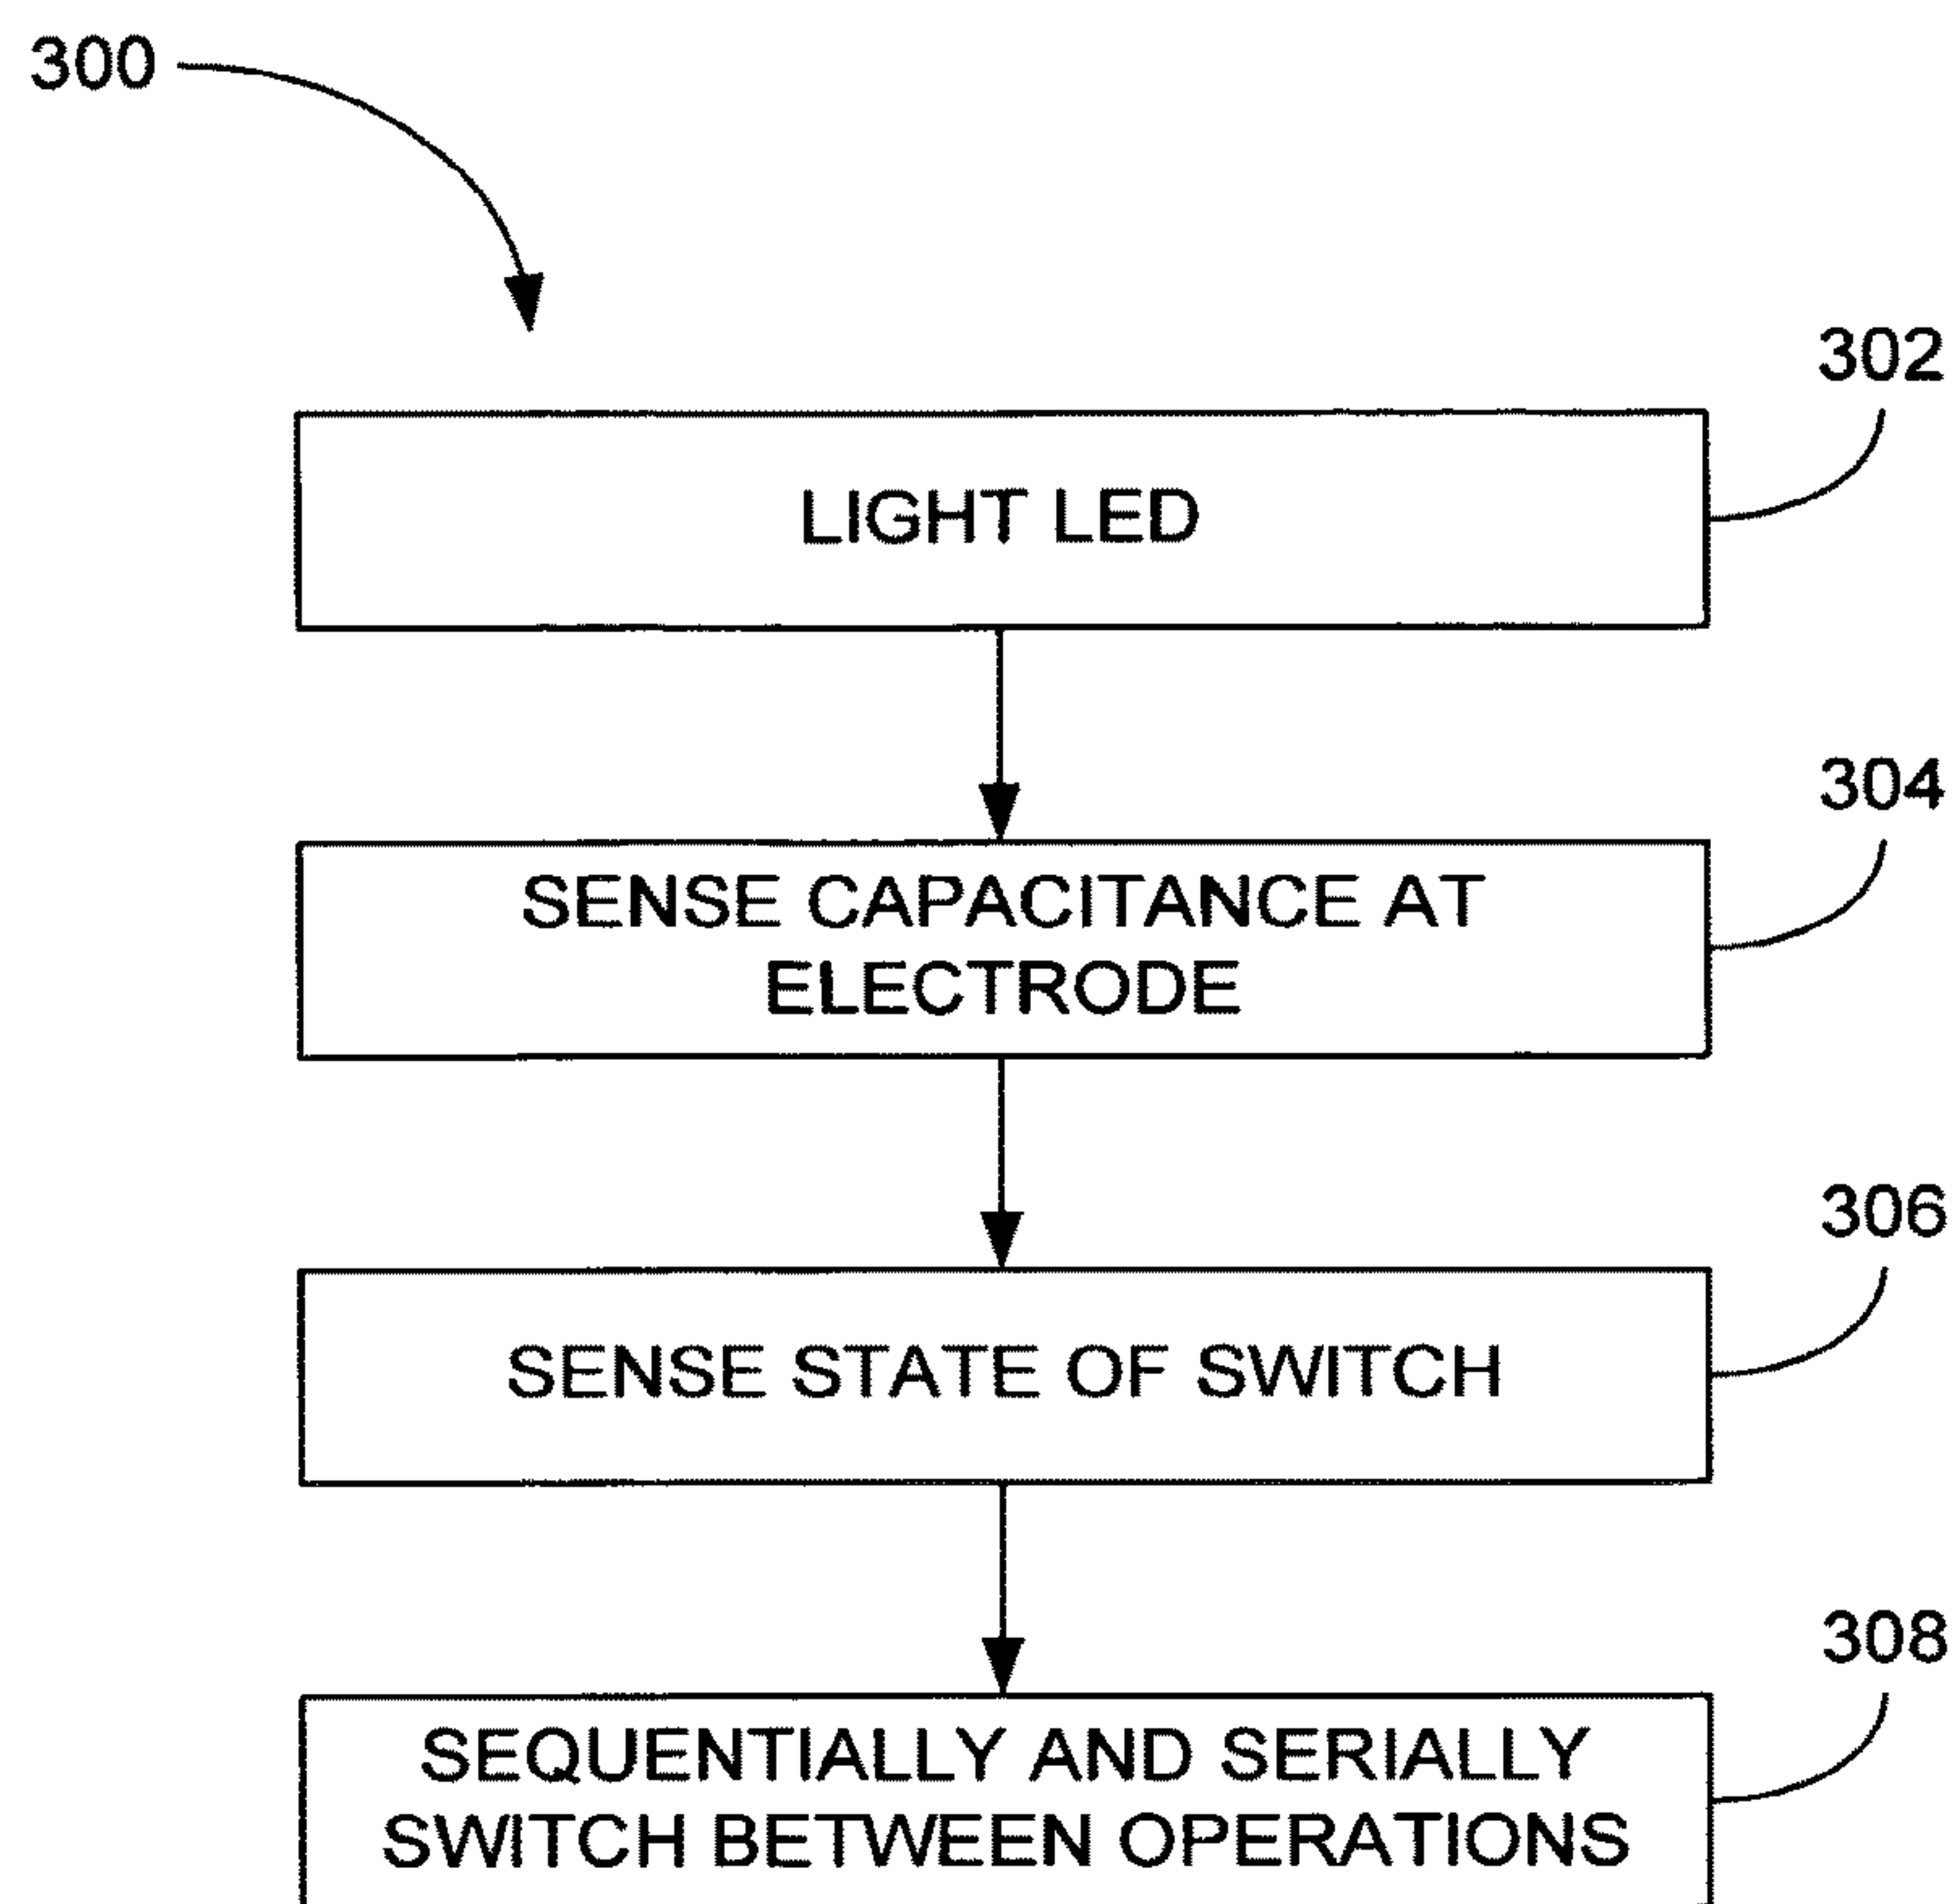 300
302
LIGHT LED
304
SENSE CAPACITANCE AT
ELECTRODE
306
SENSE STATE OF SWITCH
308
SEQUENTIALLY AND SERIALLY
SWITCH BETWEEN OPERATIONS